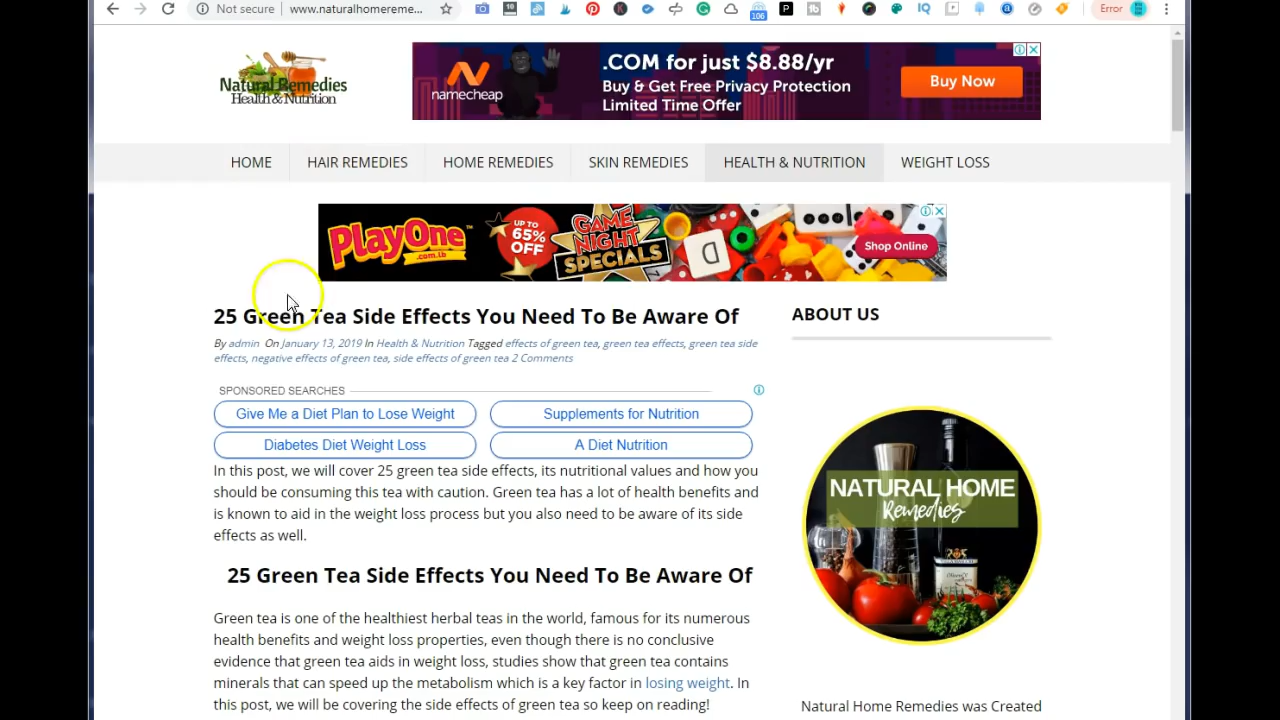 Not secure
www.naturalhomereme...
106
Error
Natural Remedies
Health & Nutrition
namecheap
.COM for just $8.88/yr
Buy & Get Free Privacy Protection
Limited Time Offer
Buy Now
HOME
HAIR REMEDIES
HOME REMEDIES
SKIN REMEDIES
HEALTH & NUTRITION
WEIGHT LOSS
PlayOne
.com.lb
UP TO
65%
OFF
GAME
NIGHT
SPECIALS
D
Shop Online
25 Green Tea Side Effects You Need To Be Aware Of
By admin On January 13, 2019 In Health & Nutrition Tagged effects of green tea, green tea effects, green tea side
effects, negative effects of green tea, side effects of green tea 2 Comments
SPONSORED SEARCHES
Give Me a Diet Plan to Lose Weight
Supplements for Nutrition
Diabetes Diet Weight Loss
A Diet Nutrition
In this post, we will cover 25 green tea side effects, its nutritional values and how you
should be consuming this tea with caution. Green tea has a lot of health benefits and
is known to aid in the weight loss process but you also need to be aware of its side
effects as well.
25 Green Tea Side Effects You Need To Be Aware Of
Green tea is one of the healthiest herbal teas in the world, famous for its numerous
health benefits and weight loss properties, even though there is no conclusive
evidence that green tea aids in weight loss, studies show that green tea contains
minerals that can speed up the metabolism which is a key factor in losing weight. In
this post, we will be covering the side effects of green tea so keep on reading!
ABOUT US
NATURAL HOME
Remedies
Natural Home Remedies was Created